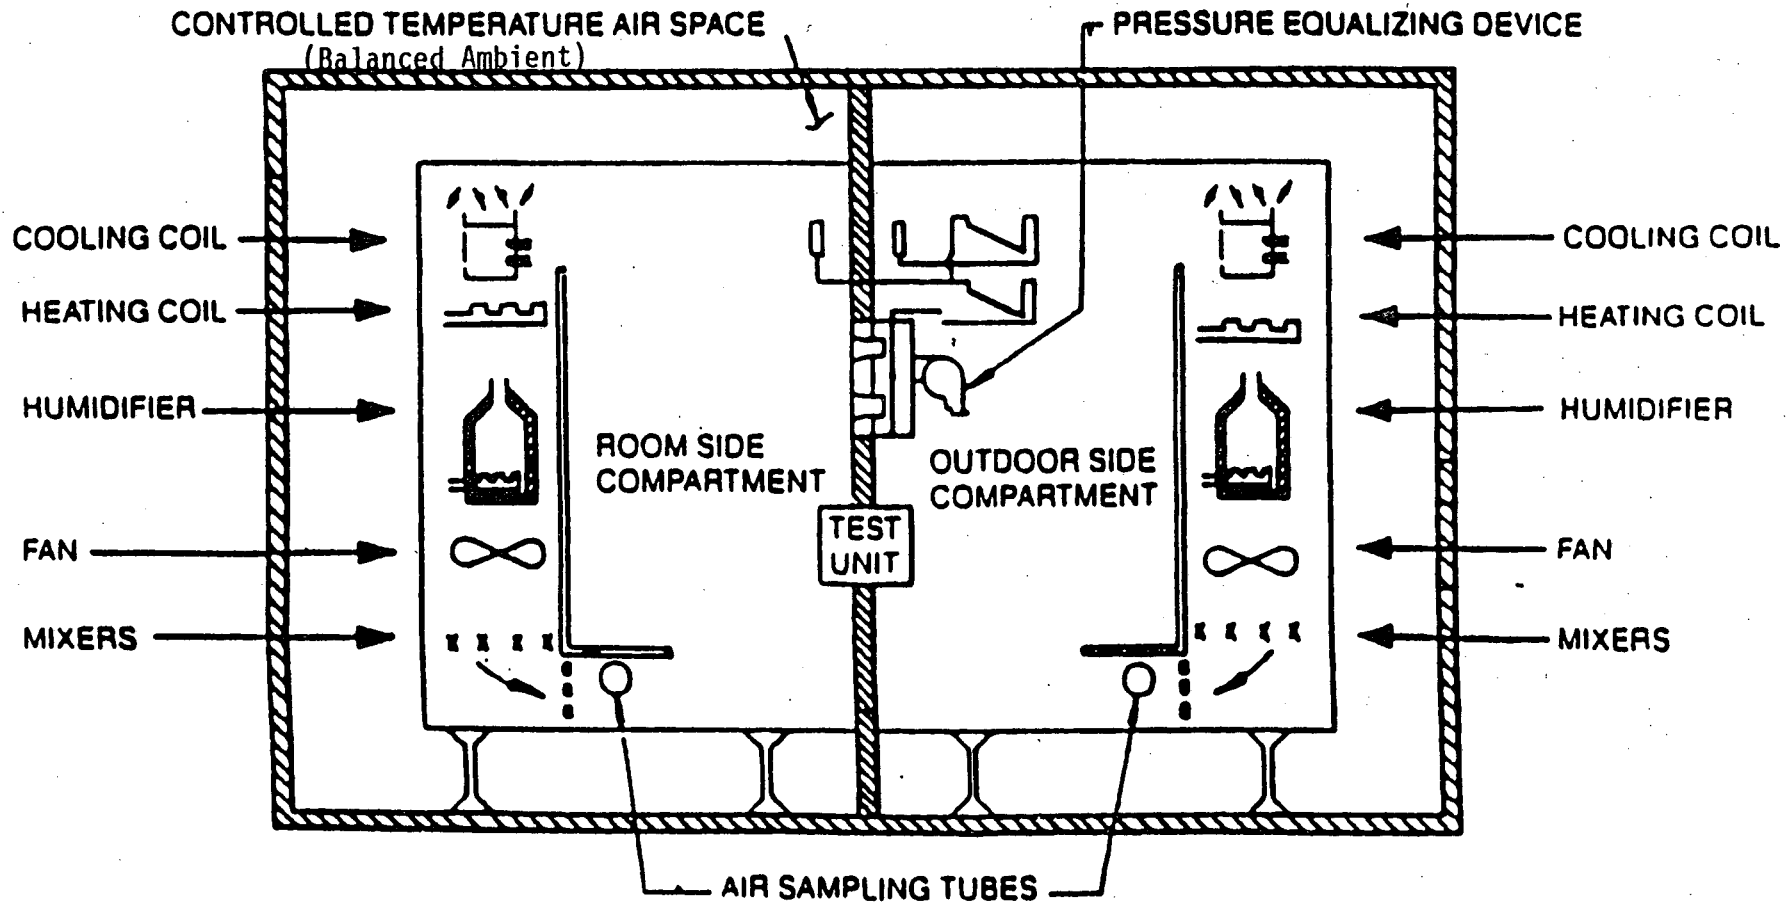 CONTROLLED TEMPERATURE AIR SPACE
(Balanced Ambient)
PRESSURE EQUALIZING DEVICE
COOLING COIL
HEATING COIL
HUMIDIFIER
FAN
MIXERS
ROOM SIDE
COMPARTMENT
OUTDOOR SIDE
COMPARTMENT
TEST
UNIT
COOLING COIL
HEATING COIL
HUMIDIFIER
FAN
MIXERS
AIR SAMPLING TUBES